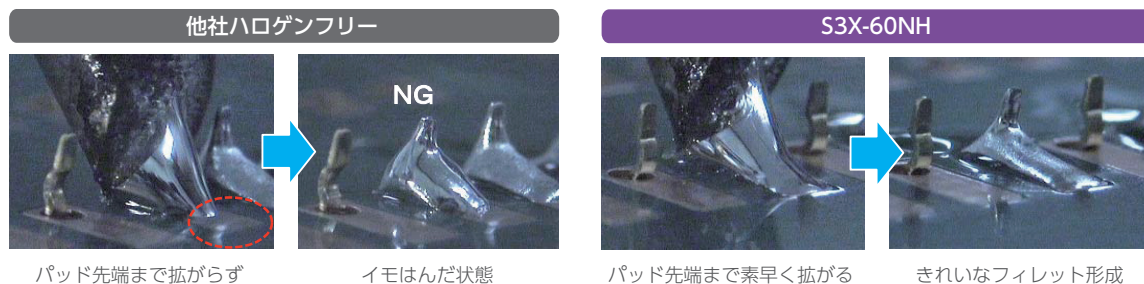 他社ハロゲンフリー
S3X-60NH
NG
パッド先端まで拡がらず
イモはんだ状態
パッド先端まで素早く拡がる
きれいなフィレット形成